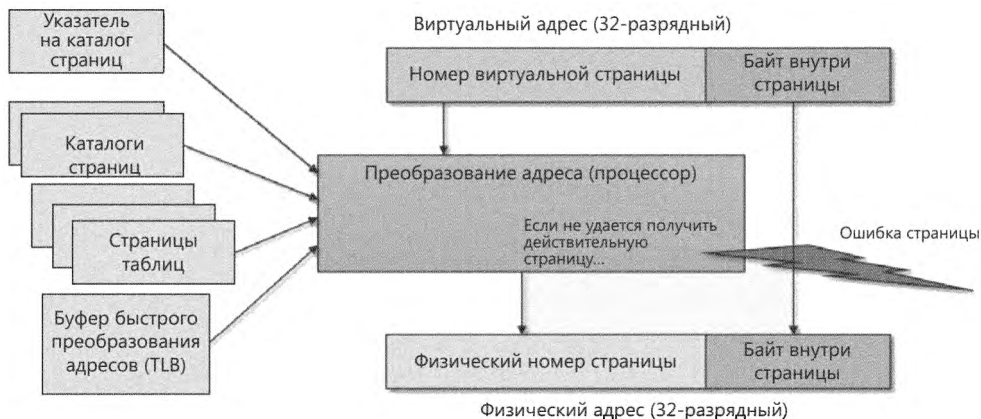 Указатель
на каталог
страниц
Каталоги
страниц
Страницы
таблиц
Буфер быстрого
преобразования
адресов (TLB)
Виртуальный адрес (32-разрядный)
Номер виртуальной страницы
Байт внутри
страницы
Преобразование адреса (процессор)
Если не удается получить
действительную
страницу...
Ошибка страницы
Физический номер страницы
Байт внутри
страницы
Физический адрес (32-разрядный)